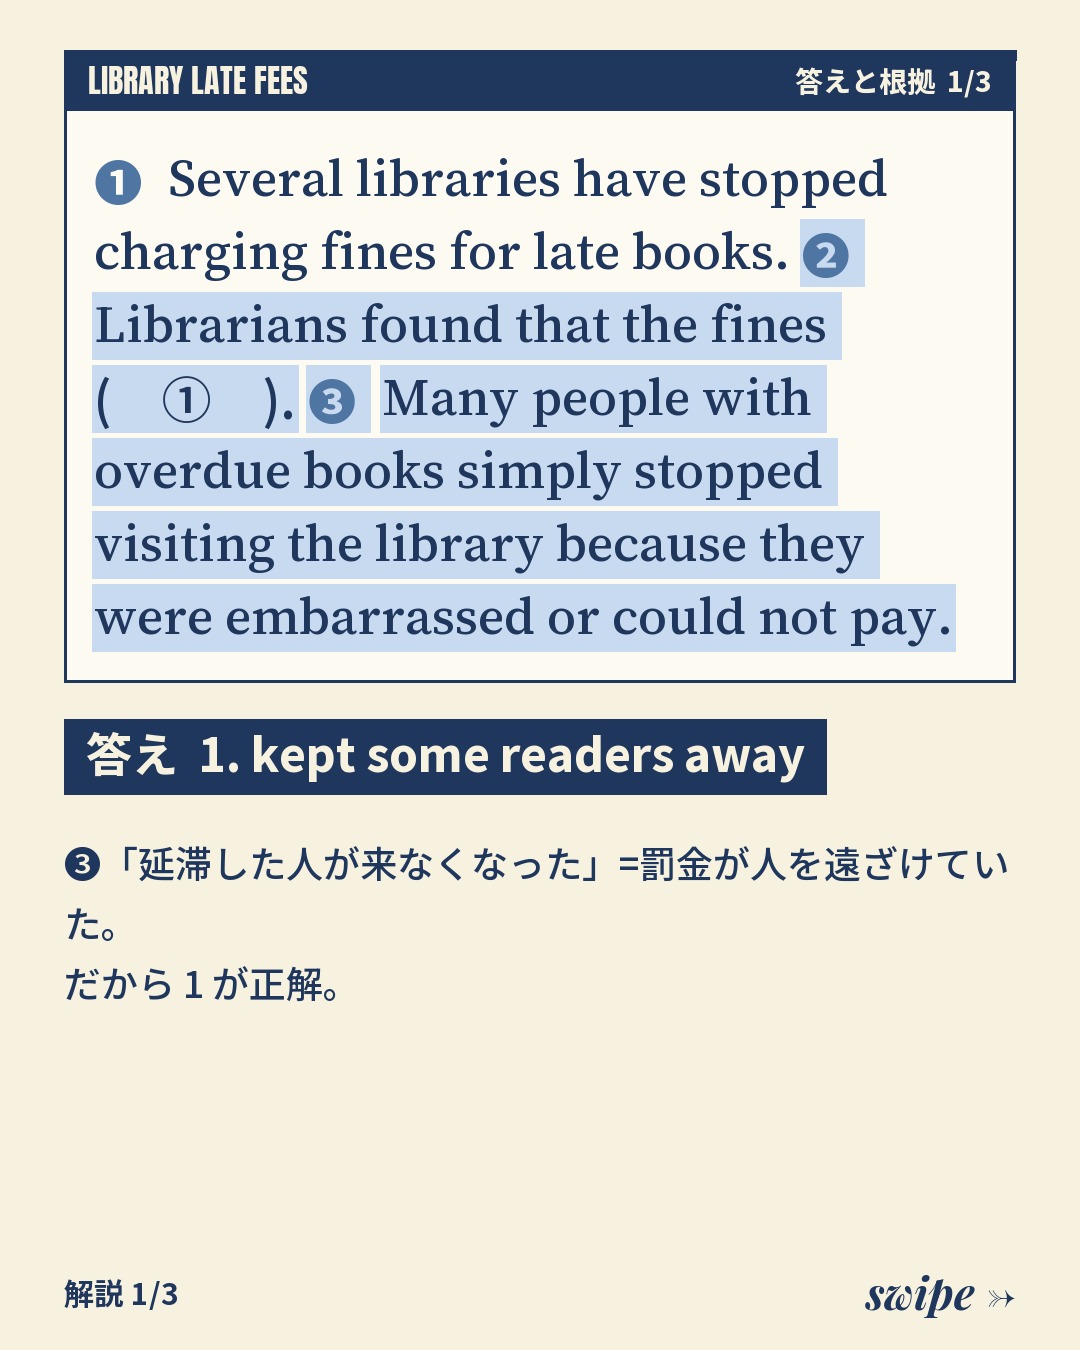 LIBRARY LATE FEES 答えと根拠 1/3
❶ Several libraries have stopped
charging fines for late books. ❷
Librarians found that the fines
( ① ). ❸ Many people with
overdue books simply stopped
visiting the library because they
were embarrassed or could not pay.
答え 1. kept some readers away
❸「延滞した人が来なくなった」=罰金が人を遠ざけてい
た。
だから 1 が正解。
解説 1/3
swipe